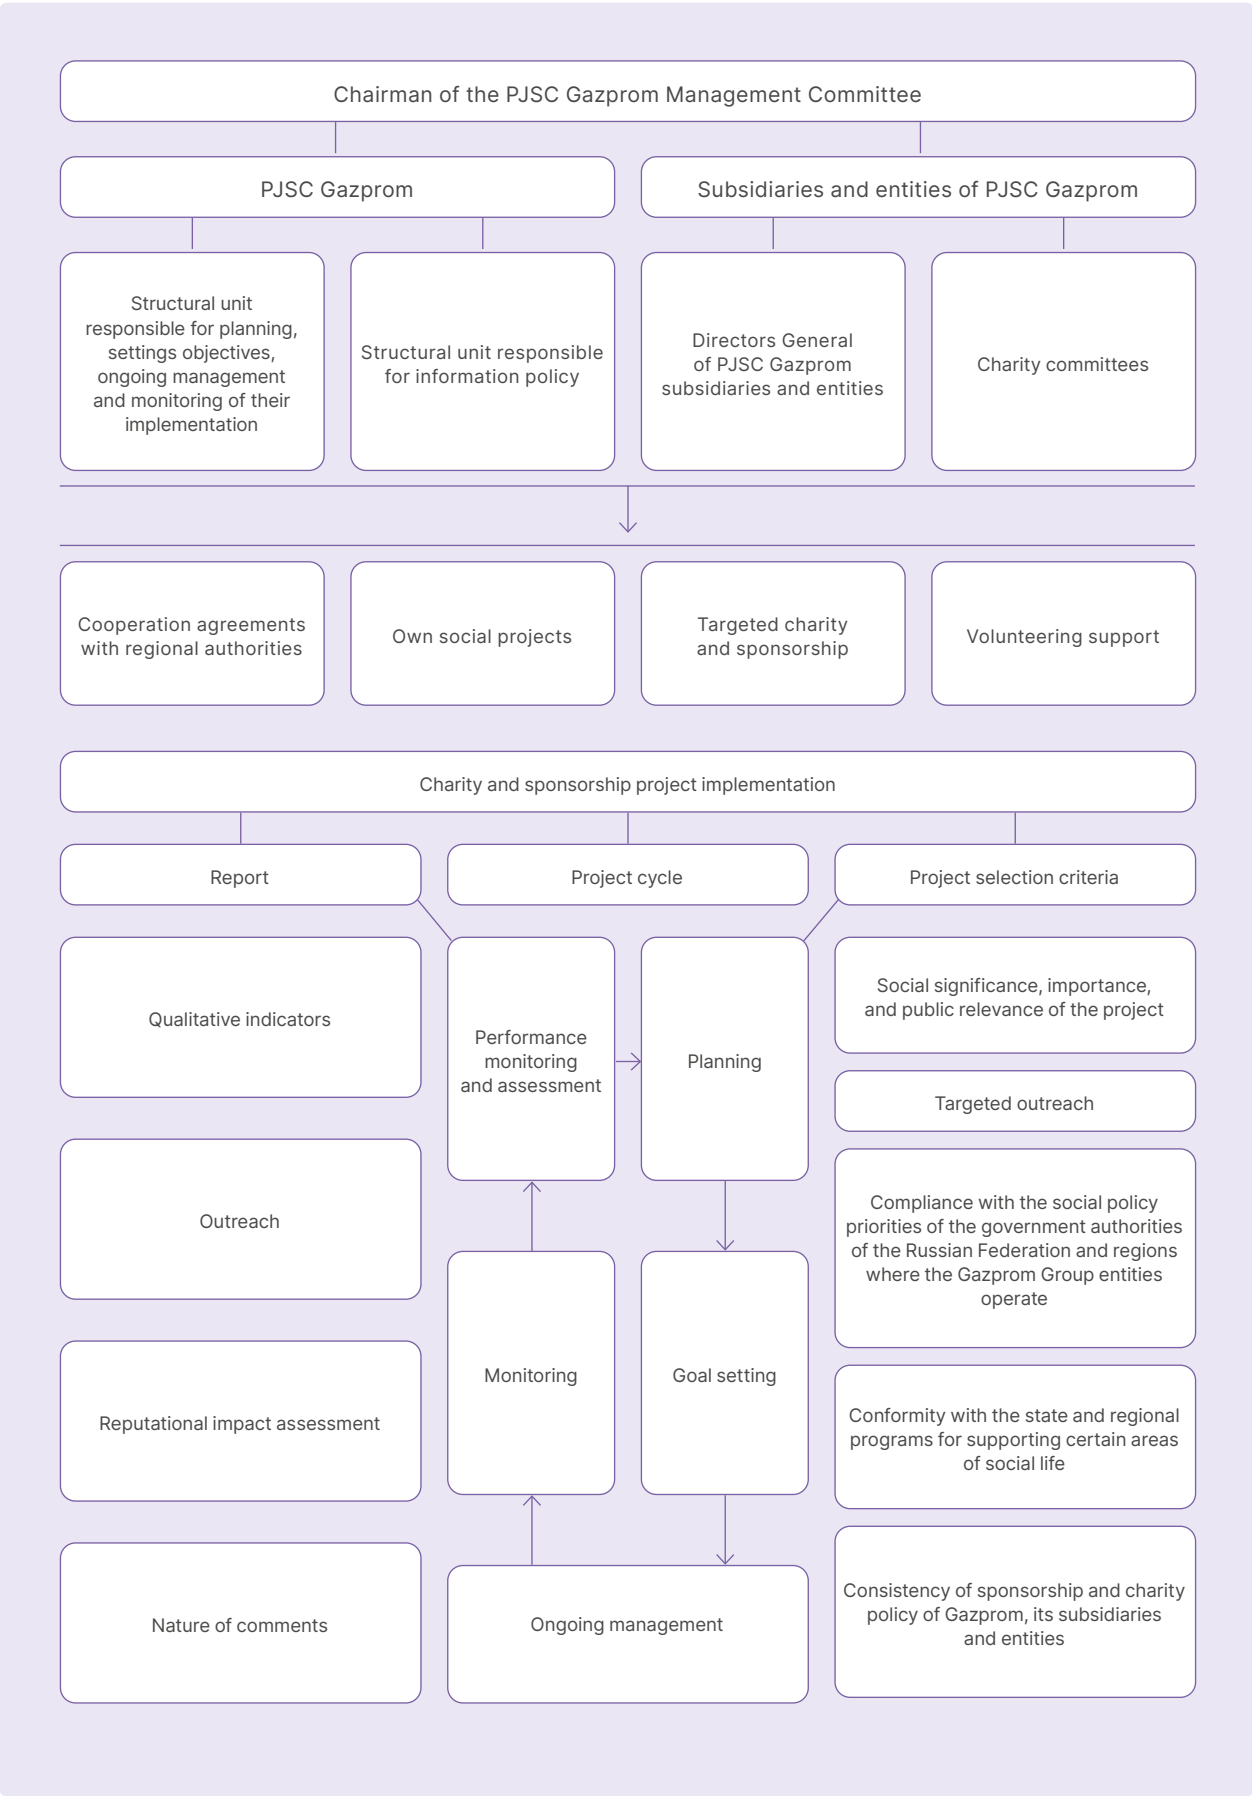 Chairman of the PJSC Gazprom Management Committee
PJSC Gazprom
Subsidiaries and entities of PJSC Gazprom
Structural unit
responsible for planning,
settings objectives,
ongoing management
and monitoring of their
implementation
Structural unit responsible
for information policy
Directors General
of PJSC Gazprom
subsidiaries and entities
Charity committees
Cooperation agreements
with regional authorities
Own social projects
Targeted charity
and sponsorship
Volunteering support
Charity and sponsorship project implementation
Report
Project cycle
Project selection criteria
Qualitative indicators
Outreach
Reputational impact assessment
Nature of comments
Performance
monitoring
and assessment
Planning
Monitoring
Goal setting
Ongoing management
Social significance, importance,
and public relevance of the project
Targeted outreach
Compliance with the social policy
priorities of the government authorities
of the Russian Federation and regions
where the Gazprom Group entities
operate
Conformity with the state and regional
programs for supporting certain areas
of social life
Consistency of sponsorship and charity
policy of Gazprom, its subsidiaries
and entities